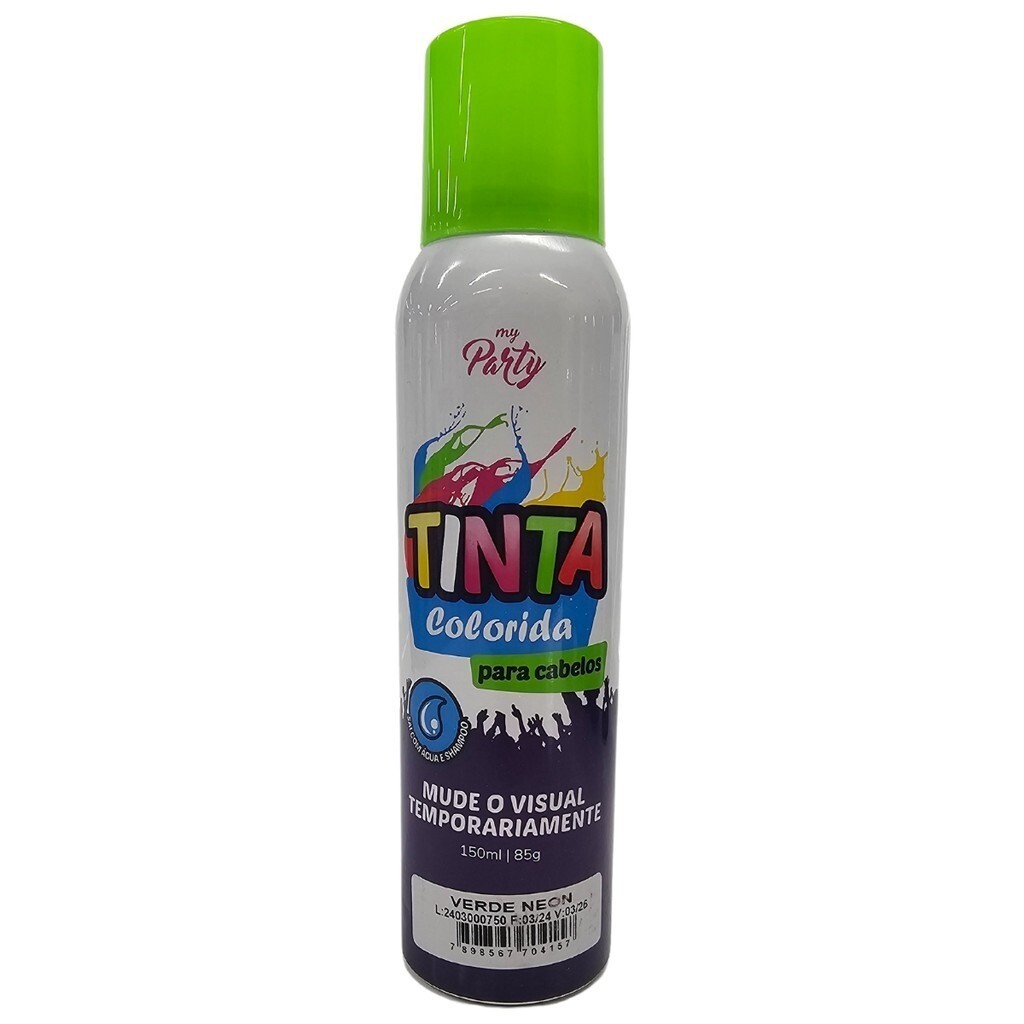 my
Party
TINTA
Colorida
para cabelos
SAI COM ÁGUA E SHAMPOO
MUDE O VISUAL
TEMPORARIAMENTE
150ml | 85g
VERDE NEON
L:2403000750 F:03/24 V:03/26
7 898567 704157